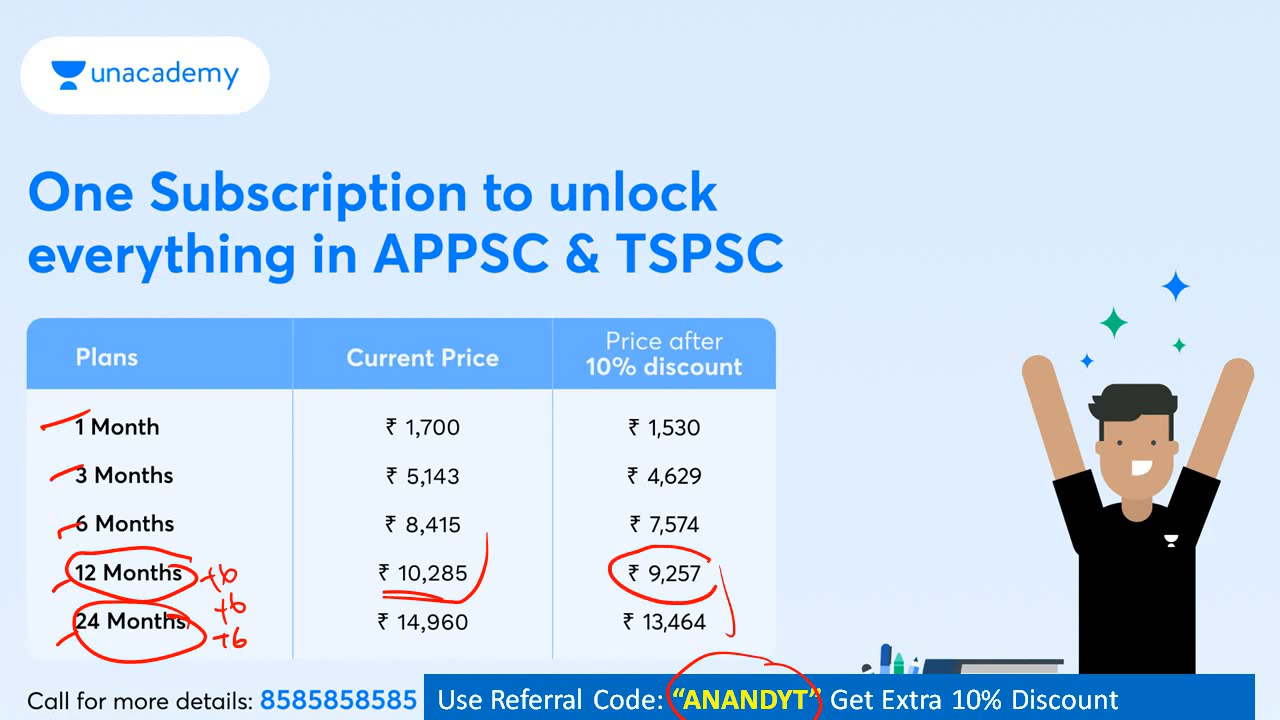 unacademy
One Subscription to unlock
everything in APPSC & TSPSC
Plans Current Price Price after 10% discount
1 Month ₹ 1,700 ₹ 1,530
3 Months ₹ 5,143 ₹ 4,629
6 Months ₹ 8,415 ₹ 7,574
12 Months ₹ 10,285 ₹ 9,257
+6
+6
24 Months ₹ 14,960 ₹ 13,464
+6
Call for more details: 8585858585 Use Referral Code: “ANANDYT” Get Extra 10% Discount